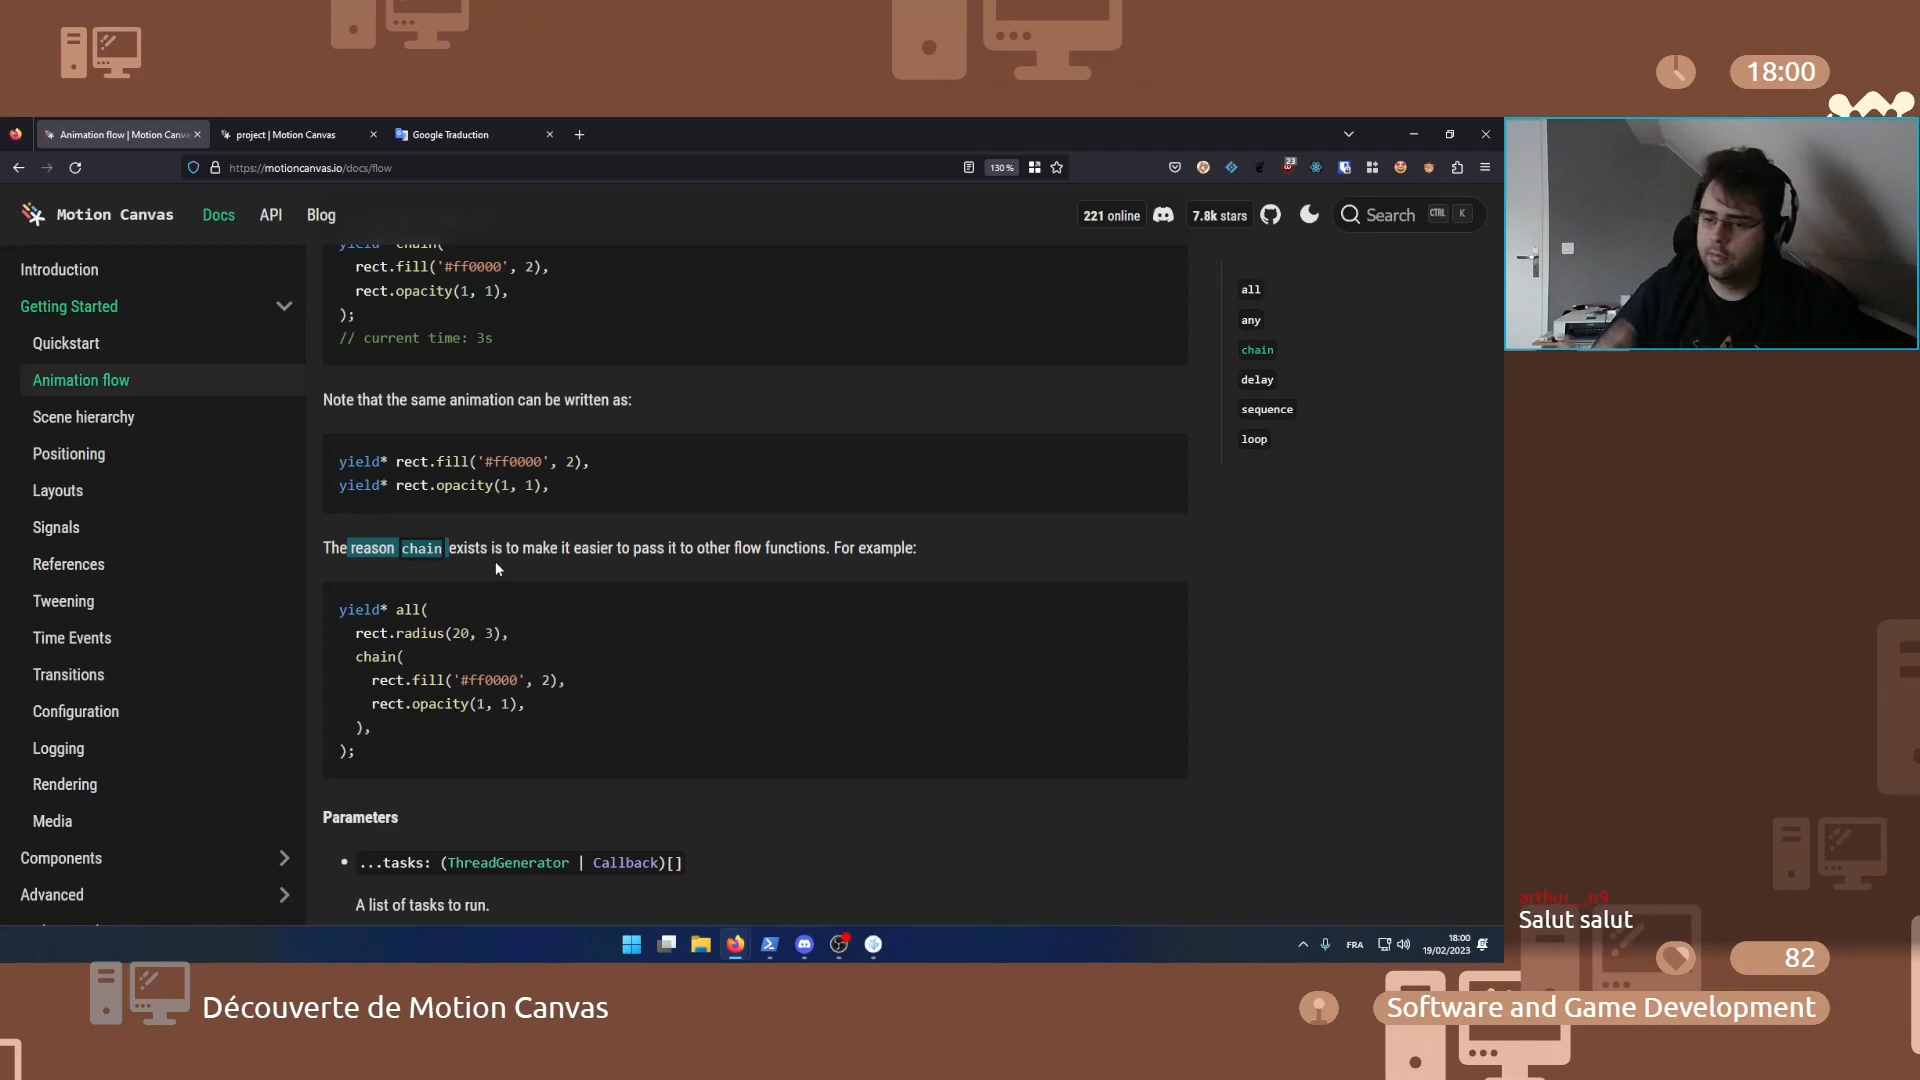 18:00
Animation flow | Motion Canva
project | Motion Canvas
Google Traduction
https://motioncanvas.io/docs/flow
130 %
23
Motion Canvas
Docs
API
Blog
221 online
7.8k stars
Search
CTRL
K
Introduction
Getting Started
Quickstart
Animation flow
Scene hierarchy
Positioning
Layouts
Signals
References
Tweening
Time Events
Transitions
Configuration
Logging
Rendering
Media
Components
Advanced
yield* chain(
rect.fill('#ff0000', 2),
rect.opacity(1, 1),
);
// current time: 3s
Note that the same animation can be written as:
yield* rect.fill('#ff0000', 2),
yield* rect.opacity(1, 1),
The reason chain exists is to make it easier to pass it to other flow functions. For example:
yield* all(
rect.radius(20, 3),
chain(
rect.fill('#ff0000', 2),
rect.opacity(1, 1),
),
);
Parameters
• ...tasks: (ThreadGenerator | Callback)[]
A list of tasks to run.
all
any
chain
delay
sequence
loop
FRA
18:00
19/02/2023
arthur__n9
Salut salut
82
Découverte de Motion Canvas
Software and Game Development